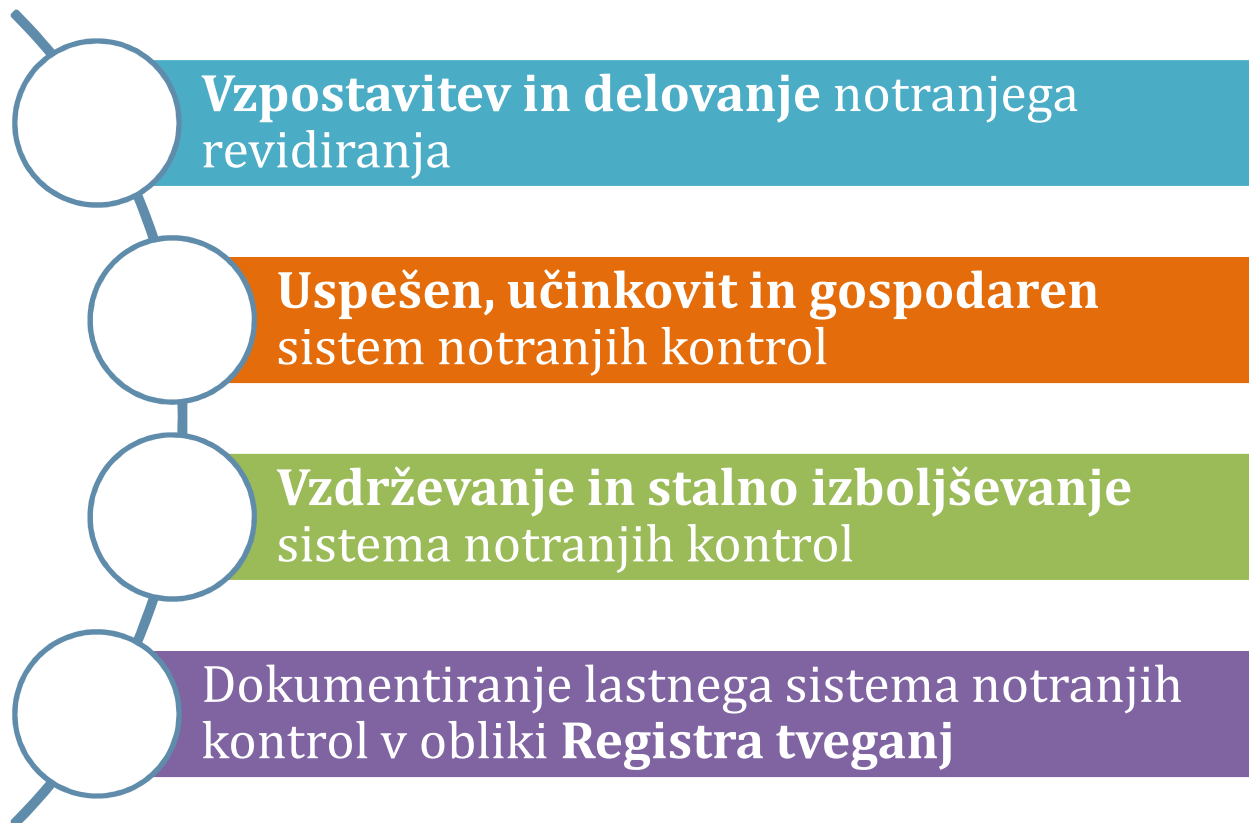 Vzpostavitev in delovanje notranjega
revidiranja
Uspešen, učinkovit in gospodaren
sistem notranjih kontrol
Vzdrževanje in stalno izboljševanje
sistema notranjih kontrol
Dokumentiranje lastnega sistema notranjih
kontrol v obliki Registra tveganj